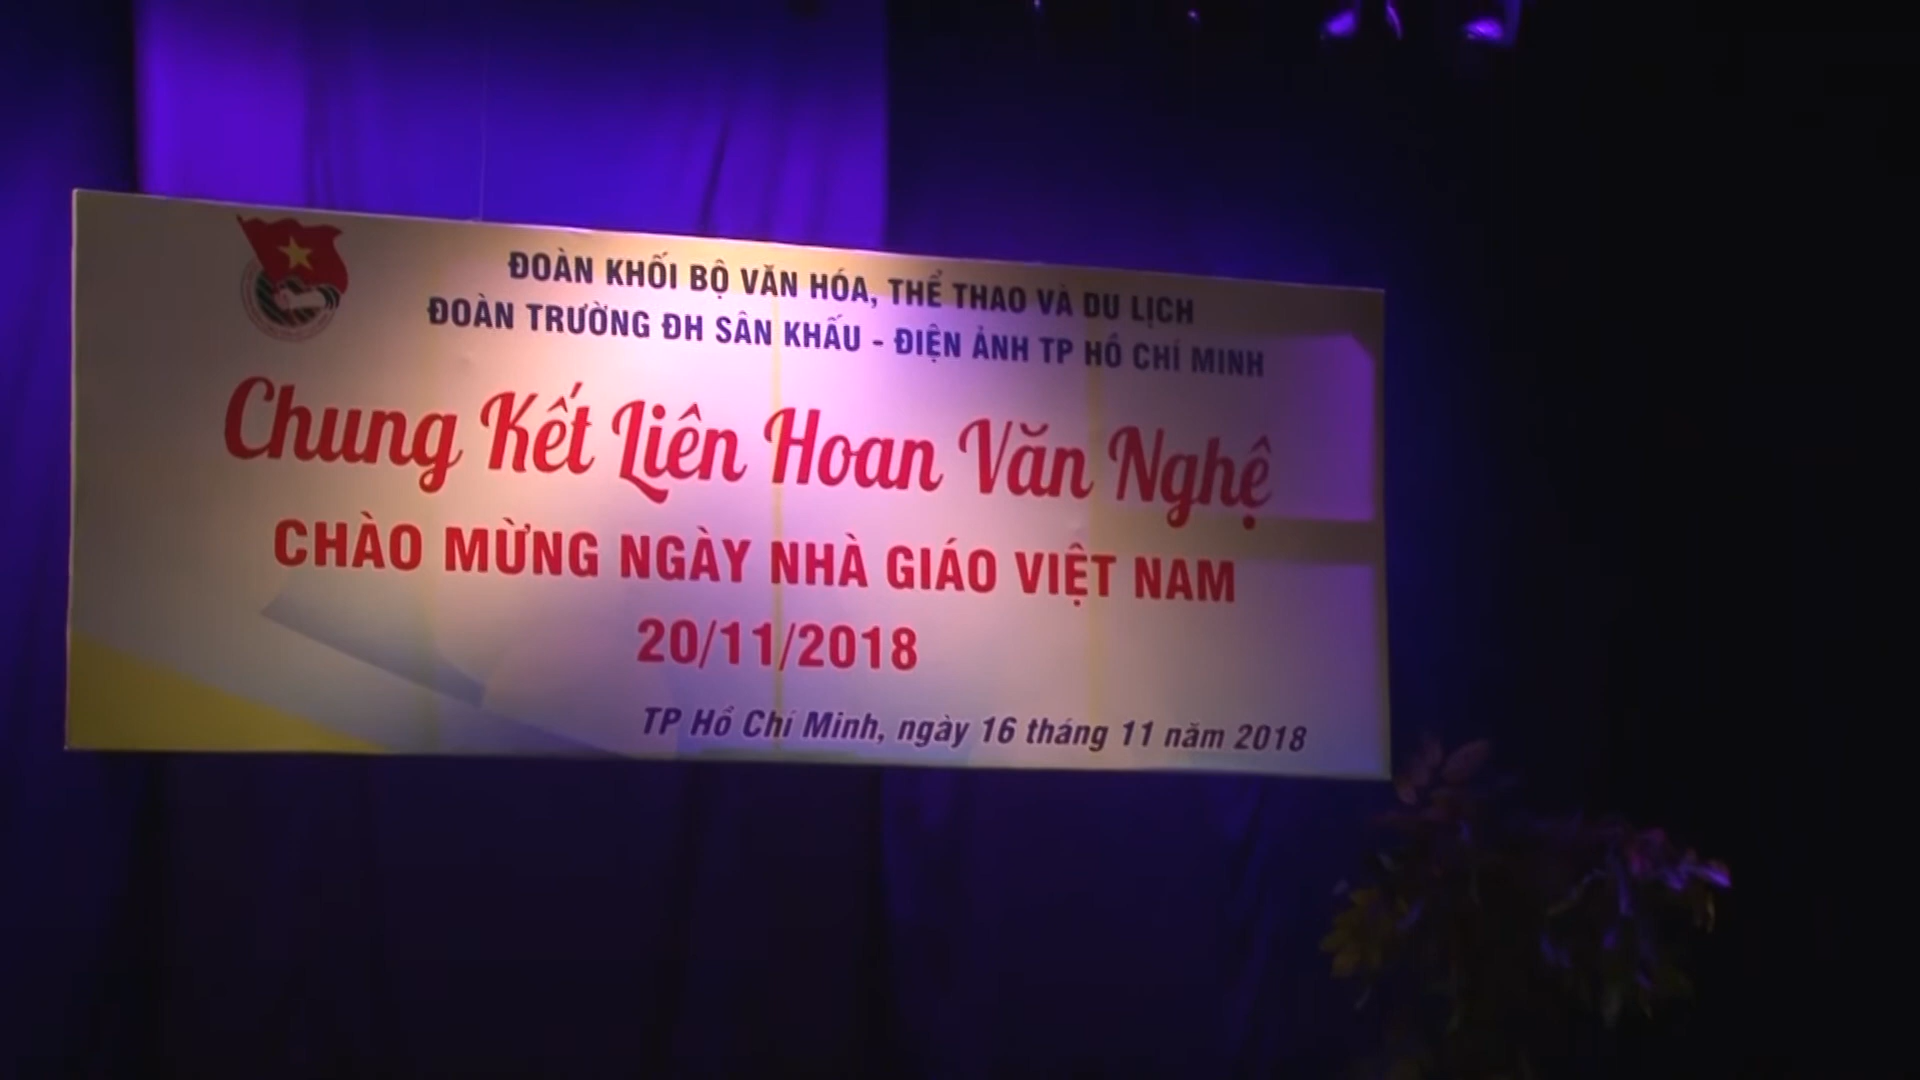 ĐOÀN KHỐI BỘ VĂN HÓA, THỂ THAO VÀ DU LỊCH
ĐOÀN TRƯỜNG ĐH SÂN KHẤU - ĐIỆN ẢNH TP HỒ CHÍ MINH
Chung Kết Liên Hoan Văn Nghệ
CHÀO MỪNG NGÀY NHÀ GIÁO VIỆT NAM
20/11/2018
TP Hồ Chí Minh, ngày 16 tháng 11 năm 2018